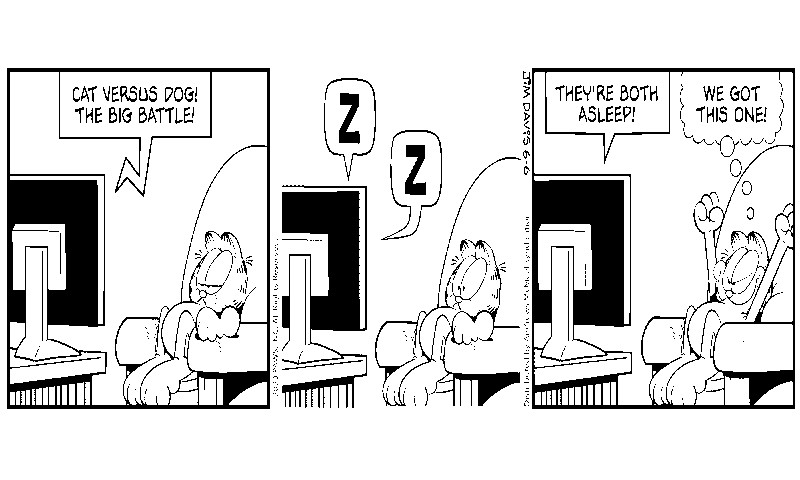 CAT VERSUS DOG!
THE BIG BATTLE!
Z
Z
JIM DAVIS 6-6
THEY'RE BOTH
ASLEEP!
WE GOT
THIS ONE!